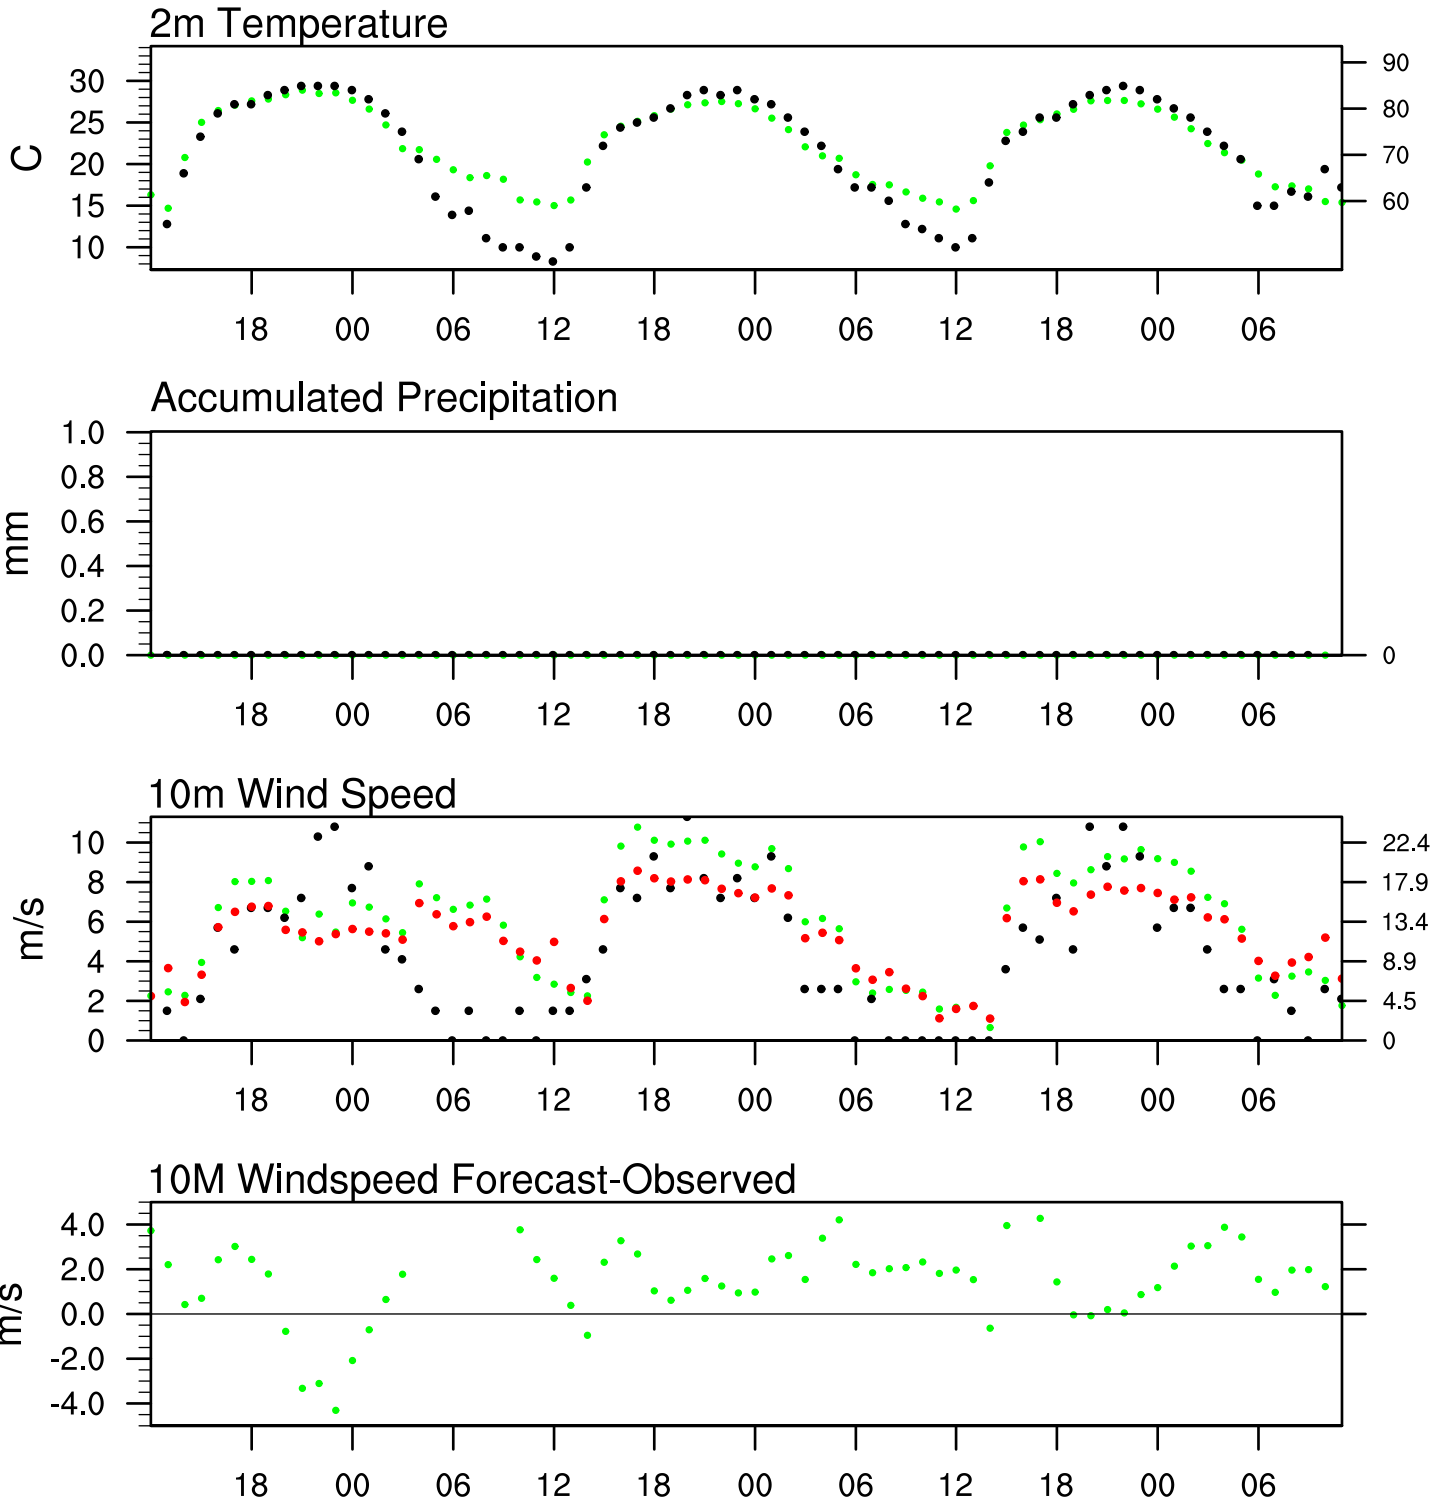 2m Temperature
30
25
20
15
10
C
90
80
70
60
18 00 06 12 18 00 06 12 18 00 06
Accumulated Precipitation
1.0
0.8
0.6
0.4
0.2
0.0
mm
0
18 00 06 12 18 00 06 12 18 00 06
10m Wind Speed
10
8
6
4
2
0
m/s
22.4
17.9
13.4
8.9
4.5
0
18 00 06 12 18 00 06 12 18 00 06
10M Windspeed Forecast-Observed
4.0
2.0
0.0
-2.0
-4.0
m/s
18 00 06 12 18 00 06 12 18 00 06